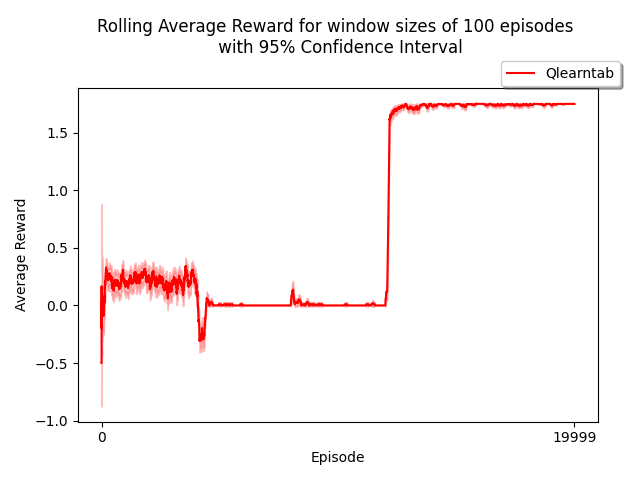 Rolling Average Reward for window sizes of 100 episodes
with 95% Confidence Interval
Qlearntab
Average Reward
1.5
1.0
0.5
0.0
−0.5
−1.0
0
19999
Episode